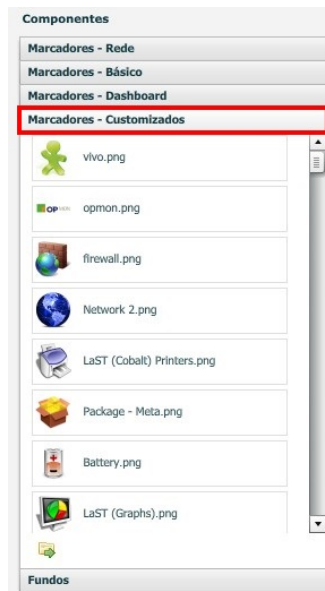 Componentes
Marcadores - Rede
Marcadores - Básico
Marcadores - Dashboard
Marcadores - Customizados
vivo.png
OP
opmon.png
firewall.png
Network 2.png
LaST (Cobalt) Printers.png
Package - Meta.png
Battery.png
LaST (Graphs).png
Fundos